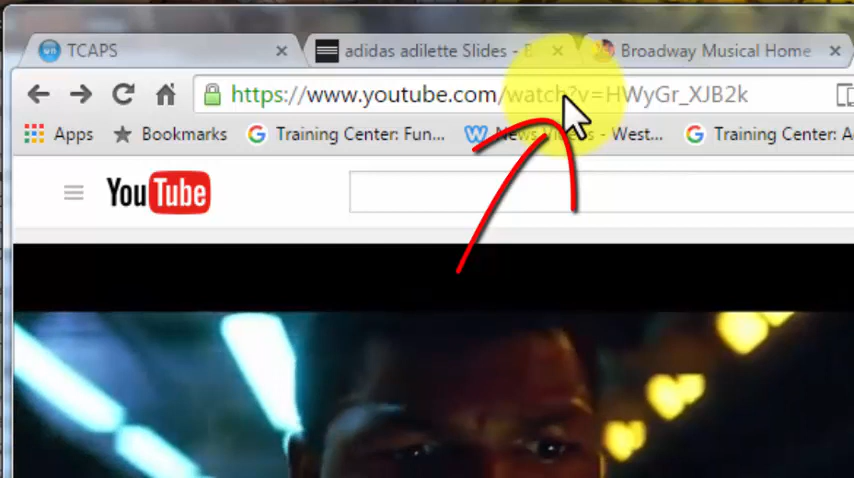 TCAPS
adidas adilette Slides -
Broadway Musical Home
https://www.youtube.com/watch?v=HWyGr_XJB2k
Apps
Bookmarks
Training Center: Fun...
News Videos - West...
Training Center: A
YouTube